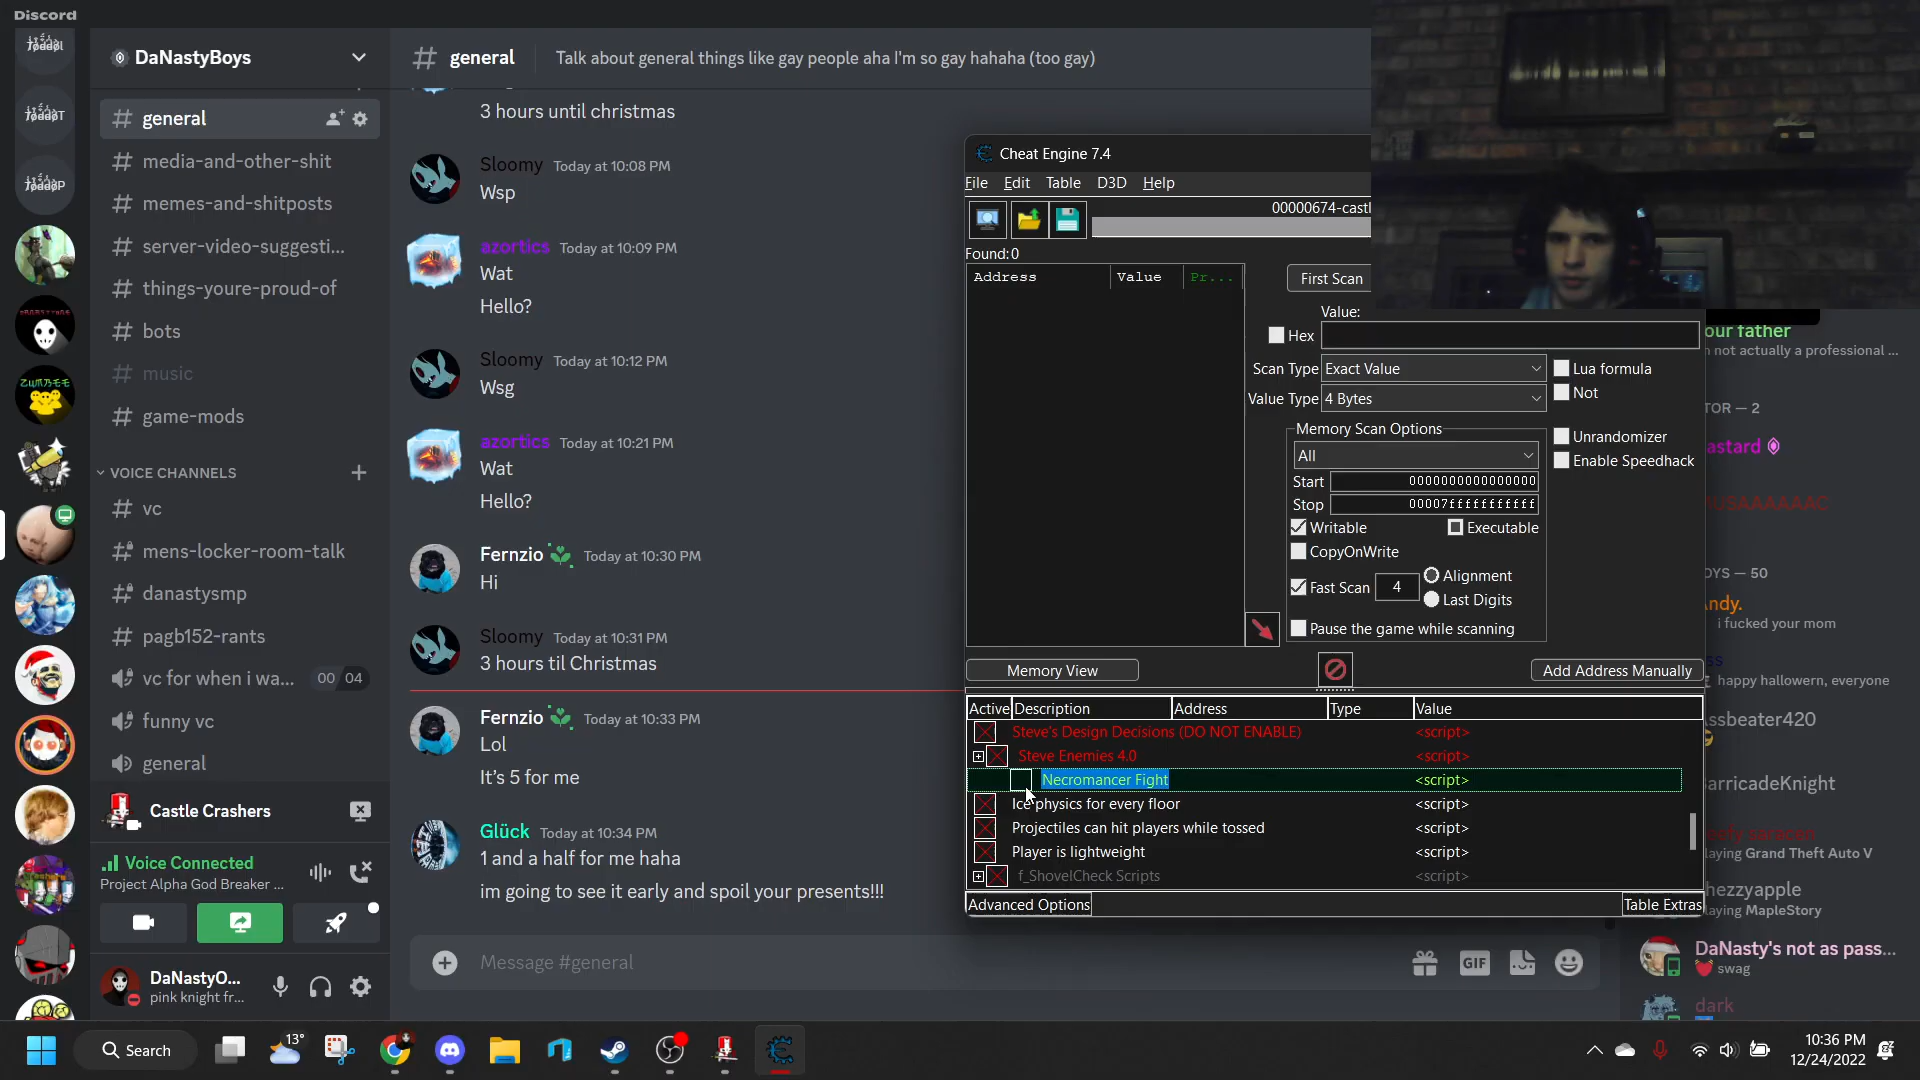 Discord
DaNastyBoys
general
media-and-other-shit
memes-and-shitposts
server-video-suggesti...
things-youre-proud-of
bots
music
game-mods
VOICE CHANNELS
vc
mens-locker-room-talk
danastysmp
pagb152-rants
vc for when i wa... 00 04
funny vc
general
Castle Crashers
Voice Connected
Project Alpha God Breaker ...
DaNastyO...
pink knight fr...
general Talk about general things like gay people aha I'm so gay hahaha (too gay)
3 hours until christmas
Sloomy Today at 10:08 PM
Wsp
azortics Today at 10:09 PM
Wat
Hello?
Sloomy Today at 10:12 PM
Wsg
azortics Today at 10:21 PM
Wat
Hello?
Fernzio Today at 10:30 PM
Hi
Sloomy Today at 10:31 PM
3 hours til Christmas
Fernzio Today at 10:33 PM
Lol
It's 5 for me
Glück Today at 10:34 PM
1 and a half for me haha
im going to see it early and spoil your presents!!!
Message #general
GIF
Cheat Engine 7.4
File Edit Table D3D Help
00000674-castl
Found:0
Address Value Pr...
First Scan
Value:
Hex
Scan Type Exact Value
Lua formula
Not
Value Type 4 Bytes
Memory Scan Options
All
Unrandomizer
Enable Speedhack
Start 0000000000000000
Stop 00007fffffffffff
Writable Executable
CopyOnWrite
Fast Scan 4 Alignment
Last Digits
Pause the game while scanning
Memory View
Add Address Manually
Active Description Address Type Value
Steve's Design Decisions (DO NOT ENABLE) <script>
Steve Enemies 4.0 <script>
Necromancer Fight <script>
Ice physics for every floor <script>
Projectiles can hit players while tossed <script>
Player is lightweight <script>
f_ShovelCheck Scripts <script>
Advanced Options Table Extras
our father
not actually a professional ...
TOR — 2
astard
OYS — 50
ndy.
i fucked your mom
happy hallowern, everyone
ssbeater420
arricadeKnight
laying Grand Theft Auto V
hezzyapple
laying MapleStory
DaNasty's not as pass...
swag
dark
Search
13°
10:36 PM
12/24/2022